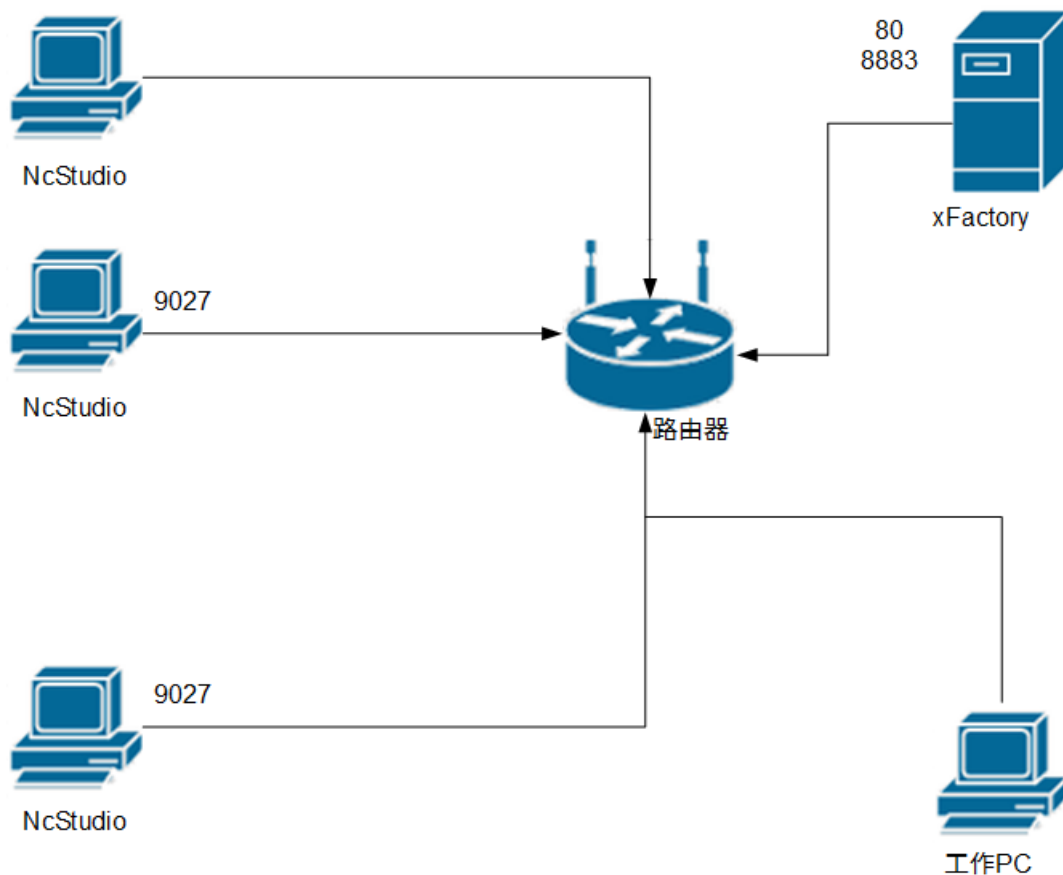 80
8883
NcStudio
xFactory
9027
NcStudio
路由器
9027
NcStudio
工作PC